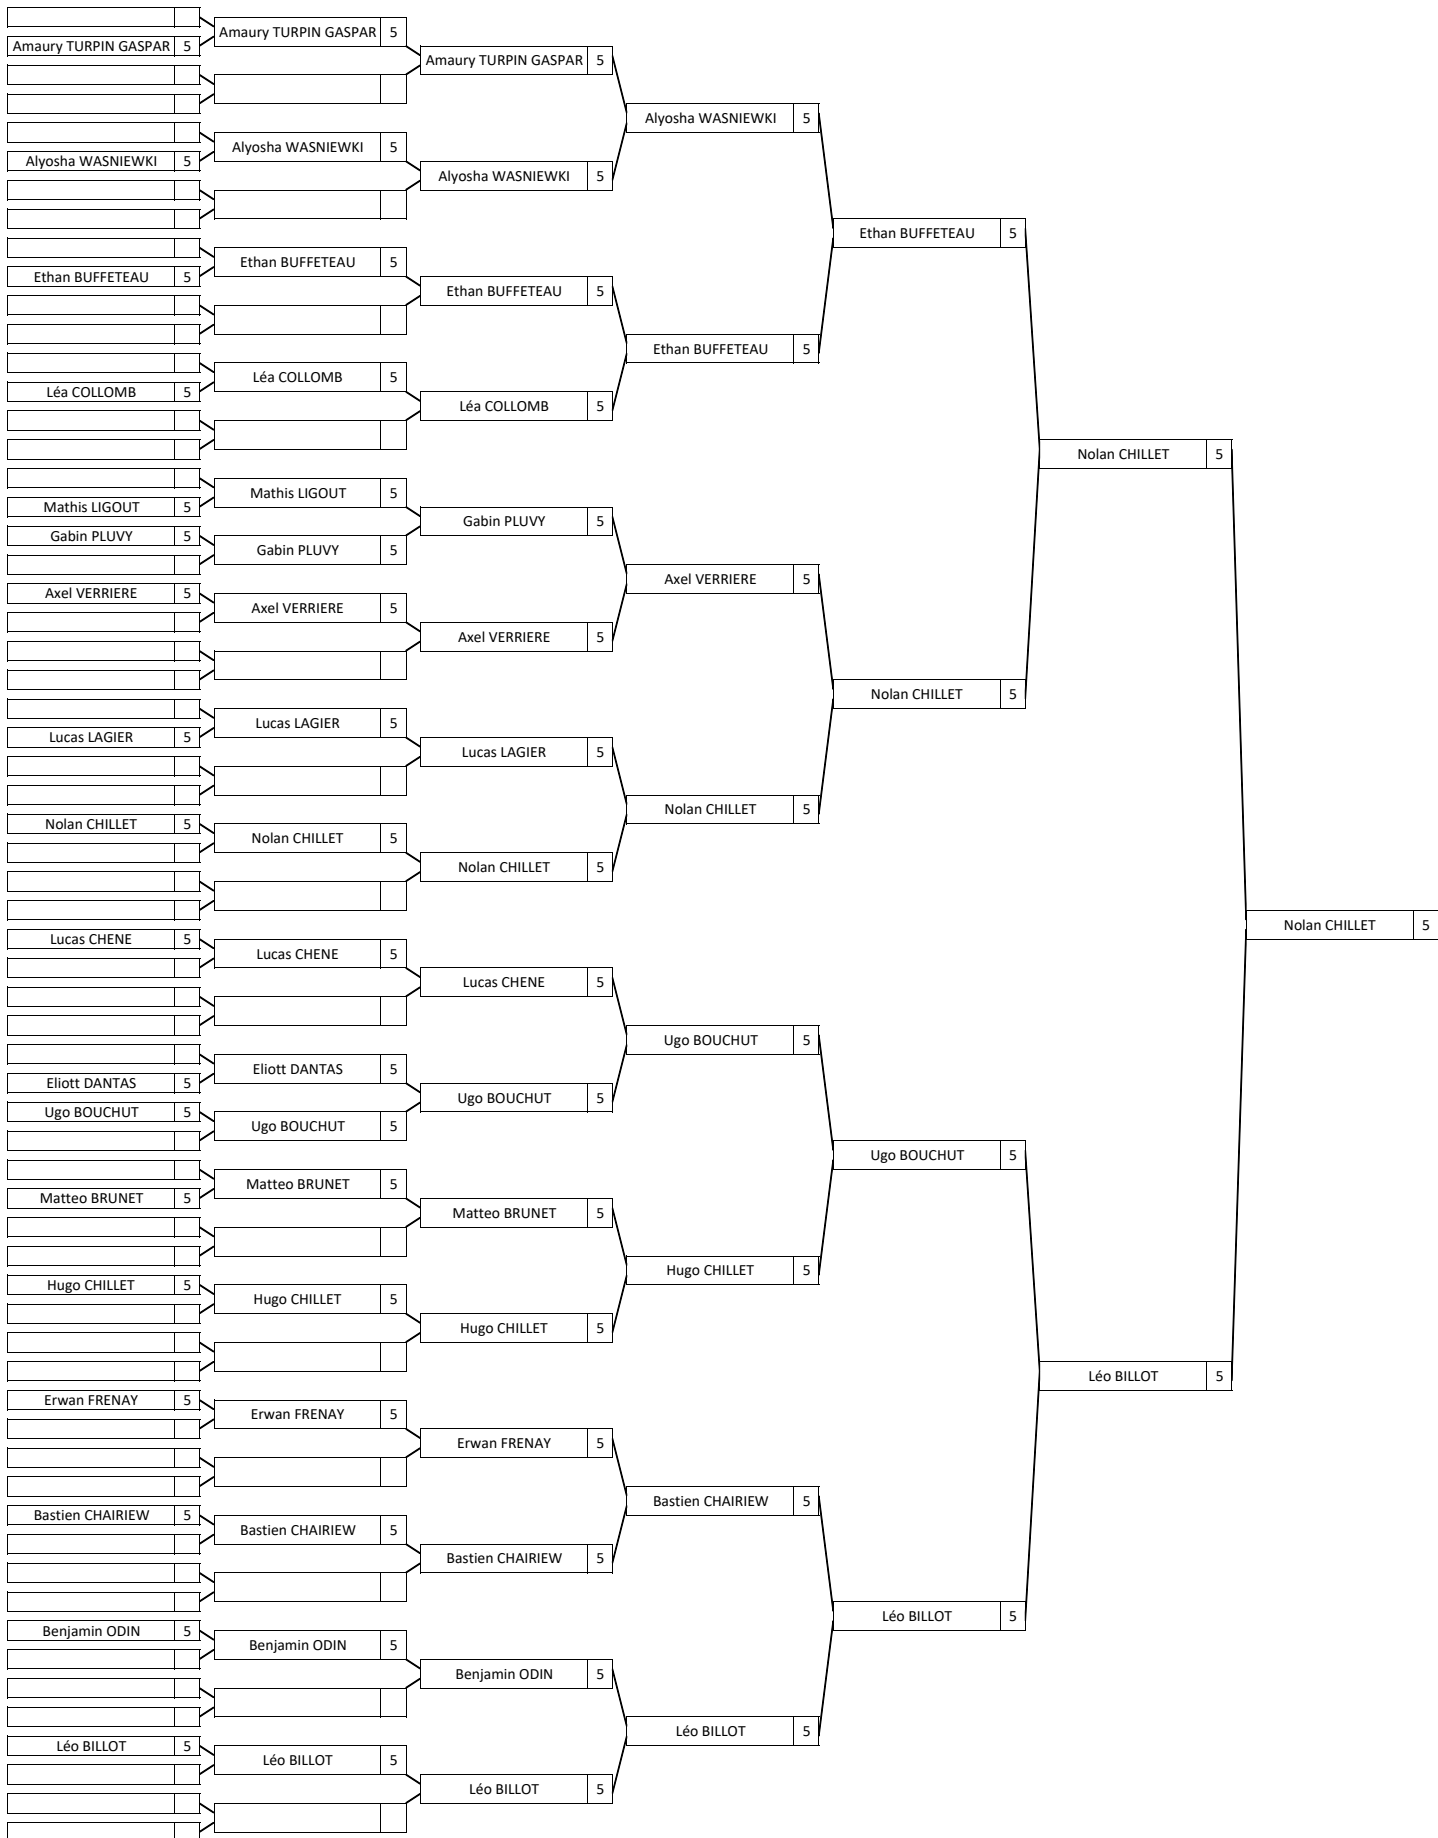 Amaury TURPIN GASPAR 5
Amaury TURPIN GASPAR 5
Amaury TURPIN GASPAR 5
Alyosha WASNIEWKI 5
Alyosha WASNIEWKI 5
Alyosha WASNIEWKI 5
Alyosha WASNIEWKI 5
Ethan BUFFETEAU 5
Ethan BUFFETEAU 5
Ethan BUFFETEAU 5
Ethan BUFFETEAU 5
Ethan BUFFETEAU 5
Léa COLLOMB 5
Léa COLLOMB 5
Léa COLLOMB 5
Nolan CHILLET 5
Mathis LIGOUT 5
Mathis LIGOUT 5
Gabin PLUVY 5
Gabin PLUVY 5
Gabin PLUVY 5
Axel VERRIERE 5
Axel VERRIERE 5
Axel VERRIERE 5
Axel VERRIERE 5
Nolan CHILLET 5
Lucas LAGIER 5
Lucas LAGIER 5
Lucas LAGIER 5
Nolan CHILLET 5
Nolan CHILLET 5
Nolan CHILLET 5
Nolan CHILLET 5
Nolan CHILLET 5
Lucas CHENE 5
Lucas CHENE 5
Lucas CHENE 5
Ugo BOUCHUT 5
Eliott DANTAS 5
Eliott DANTAS 5
Ugo BOUCHUT 5
Ugo BOUCHUT 5
Ugo BOUCHUT 5
Ugo BOUCHUT 5
Matteo BRUNET 5
Matteo BRUNET 5
Matteo BRUNET 5
Hugo CHILLET 5
Hugo CHILLET 5
Hugo CHILLET 5
Hugo CHILLET 5
Léo BILLOT 5
Erwan FRENAY 5
Erwan FRENAY 5
Erwan FRENAY 5
Bastien CHAIRIEW 5
Bastien CHAIRIEW 5
Bastien CHAIRIEW 5
Bastien CHAIRIEW 5
Léo BILLOT 5
Benjamin ODIN 5
Benjamin ODIN 5
Benjamin ODIN 5
Léo BILLOT 5
Léo BILLOT 5
Léo BILLOT 5
Léo BILLOT 5